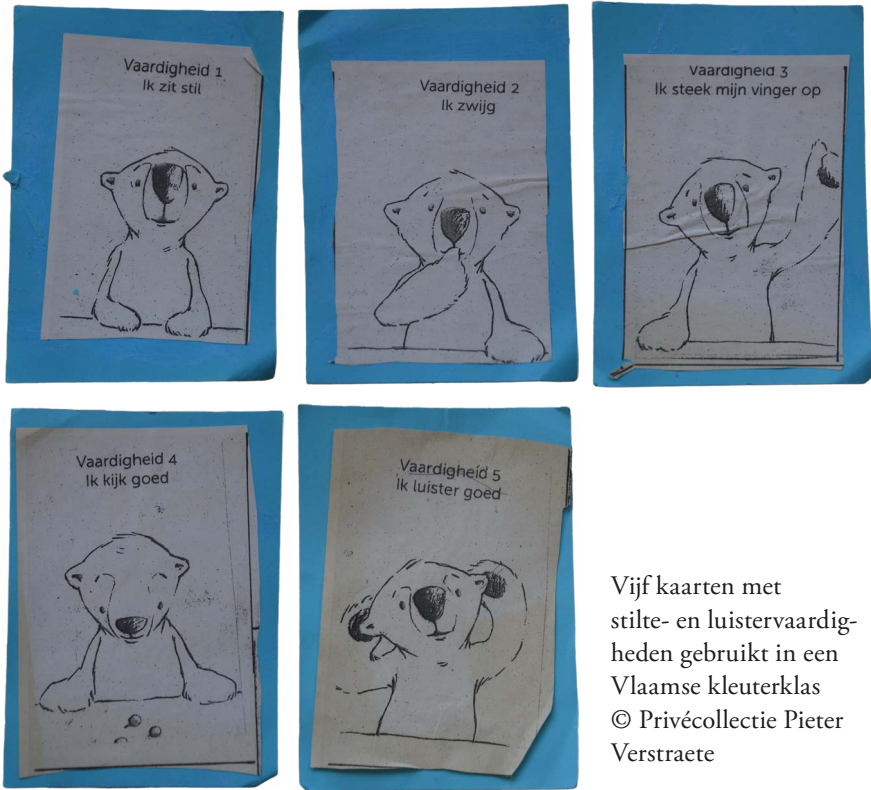 Vaardigheid 1
Ik zit stil
Vaardigheid 2
Ik zwijg
Vaardigheid 3
Ik steek mijn vinger op
Vaardigheid 4
Ik kijk goed
Vaardigheid 5
Ik luister goed
Vijf kaarten met
stilte- en luistervaardig-
heden gebruikt in een
Vlaamse kleuterklas
© Privécollectie Pieter
Verstraete